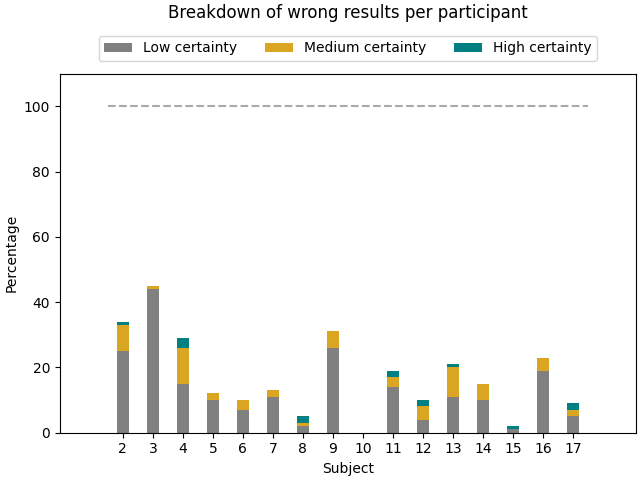 Breakdown of wrong results per participant
Low certainty Medium certainty High certainty
100
80
60
40
20
0
Percentage
2 3 4 5 6 7 8 9 10 11 12 13 14 15 16 17
Subject